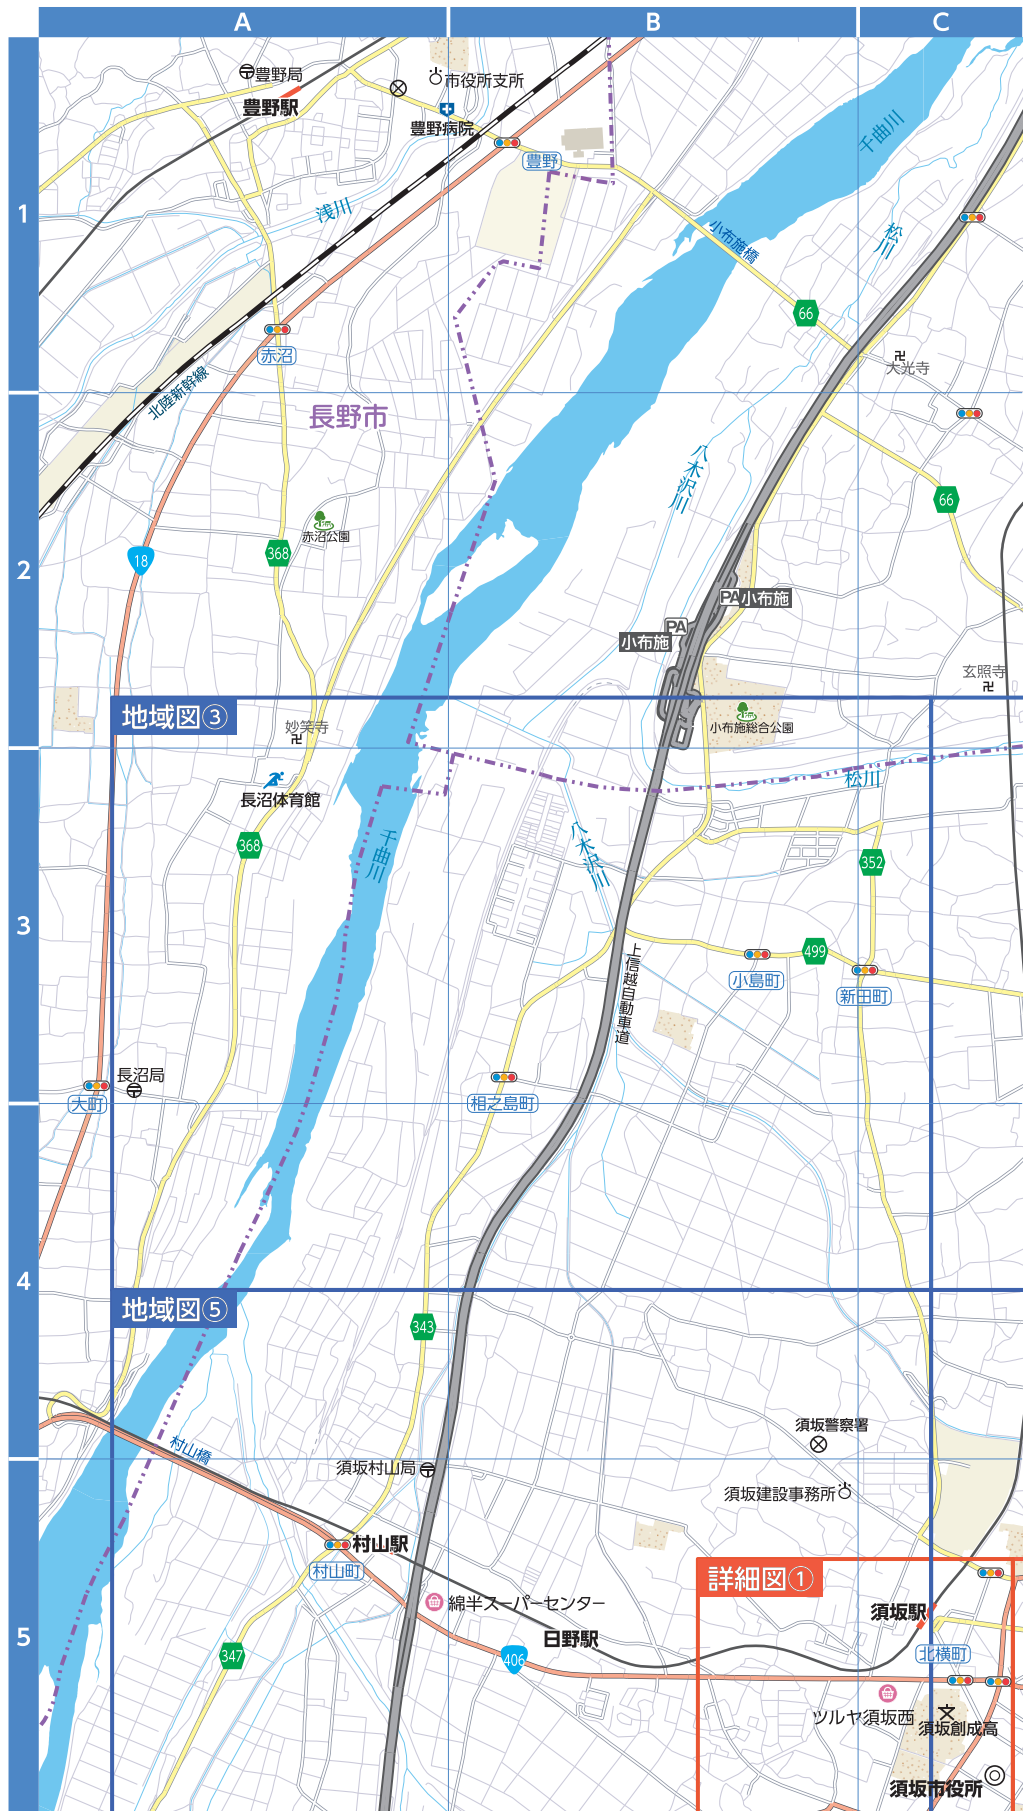 A
B
C
豊野局
豊野駅
市役所支所
豊野病院
豊野
千曲川
1
浅川
小布施橋
松川
66
赤沼
大光寺
北陸新幹線
長野市
八木沢川
66
赤沼公園
368
18
2
PA小布施
PA
小布施
玄照寺
地域図③
妙笑寺
小布施総合公園
長沼体育館
松川
368
千曲川
八木沢川
352
3
499
上信越自動車道
小島町
新田町
長沼局
大町
相之島町
4
地域図⑤
343
須坂警察署
村山橋
須坂村山局
須坂建設事務所
村山駅
村山町
詳細図①
綿半スーパーセンター
須坂駅
日野駅
5
347
406
北横町
ツルヤ須坂西
須坂創成高
須坂市役所